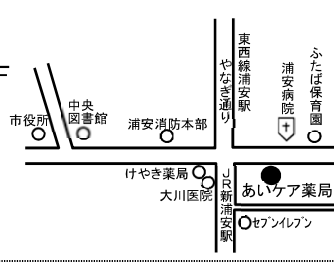 東西線浦安駅
やなぎ通り
ふたば保育園
浦安病院
中央
図書館
市役所
浦安消防本部
けやき薬局
大川医院
JR新浦安駅
あいケア薬局
ｾﾌﾞﾝｲﾚﾌﾞﾝ